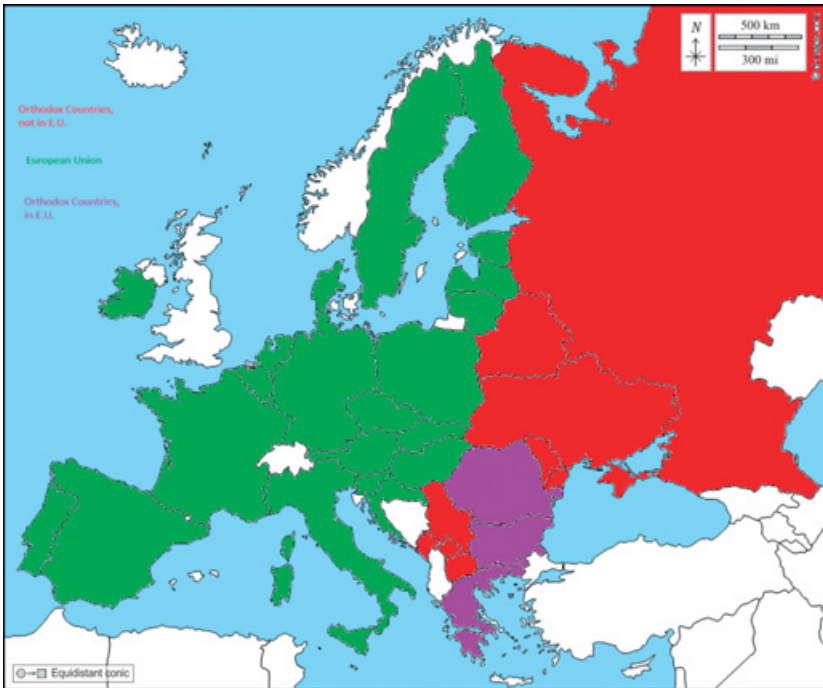 N
500 km
300 mi
Orthodox Countries,
not in E.U.
European Union
Orthodox Countries,
in E.U.
Equidistant conic